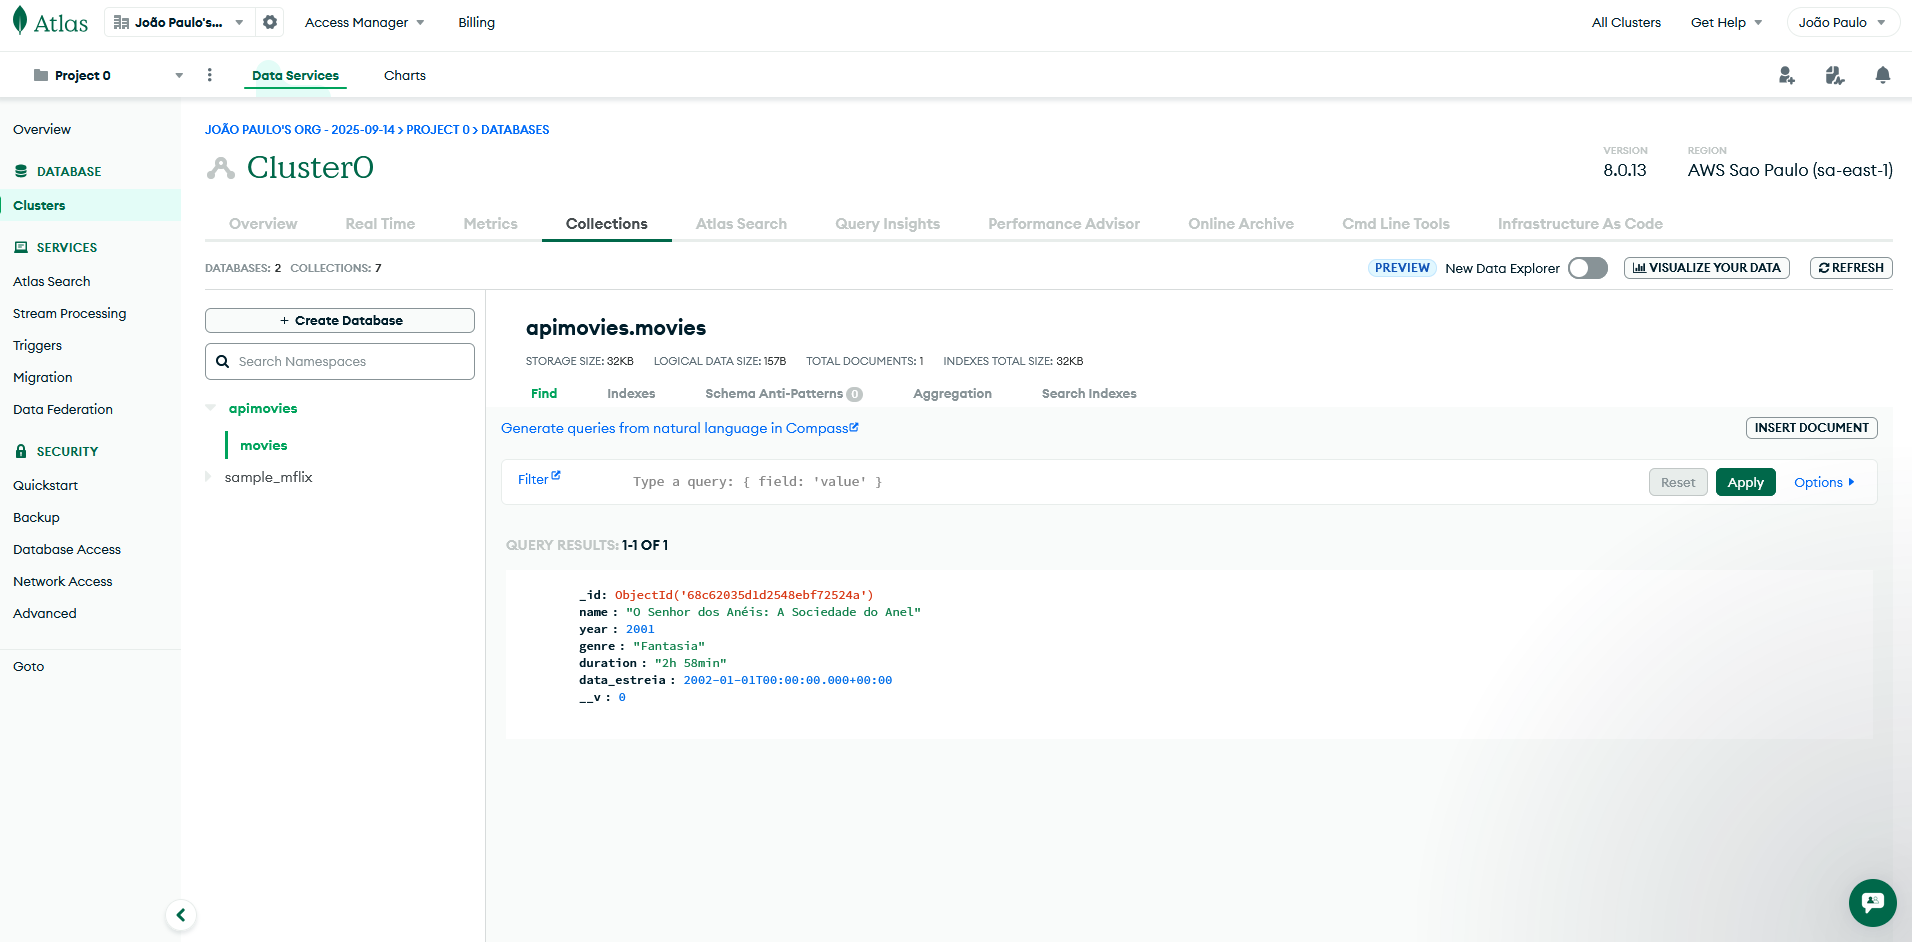 Atlas
João Paulo's...
Access Manager
Billing
All Clusters
Get Help
João Paulo
Project 0
Data Services
Charts
Overview
DATABASE
Clusters
SERVICES
Atlas Search
Stream Processing
Triggers
Migration
Data Federation
SECURITY
Quickstart
Backup
Database Access
Network Access
Advanced
Goto
JOÃO PAULO'S ORG - 2025-09-14 > PROJECT 0 > DATABASES
Cluster0
VERSION
8.0.13
REGION
AWS Sao Paulo (sa-east-1)
Overview
Real Time
Metrics
Collections
Atlas Search
Query Insights
Performance Advisor
Online Archive
Cmd Line Tools
Infrastructure As Code
DATABASES: 2 COLLECTIONS: 7
PREVIEW
New Data Explorer
VISUALIZE YOUR DATA
REFRESH
+ Create Database
Search Namespaces
apimovies
movies
sample_mflix
apimovies.movies
STORAGE SIZE: 32KB
LOGICAL DATA SIZE: 157B
TOTAL DOCUMENTS: 1
INDEXES TOTAL SIZE: 32KB
Find
Indexes
Schema Anti-Patterns 0
Aggregation
Search Indexes
Generate queries from natural language in Compass
INSERT DOCUMENT
Filter
Type a query: { field: 'value' }
Reset
Apply
Options
QUERY RESULTS: 1-1 OF 1
_id: ObjectId('68c62035d1d2548ebf72524a')
name : "O Senhor dos Anéis: A Sociedade do Anel"
year : 2001
genre : "Fantasia"
duration : "2h 58min"
data_estreia : 2002-01-01T00:00:00.000+00:00
__v : 0